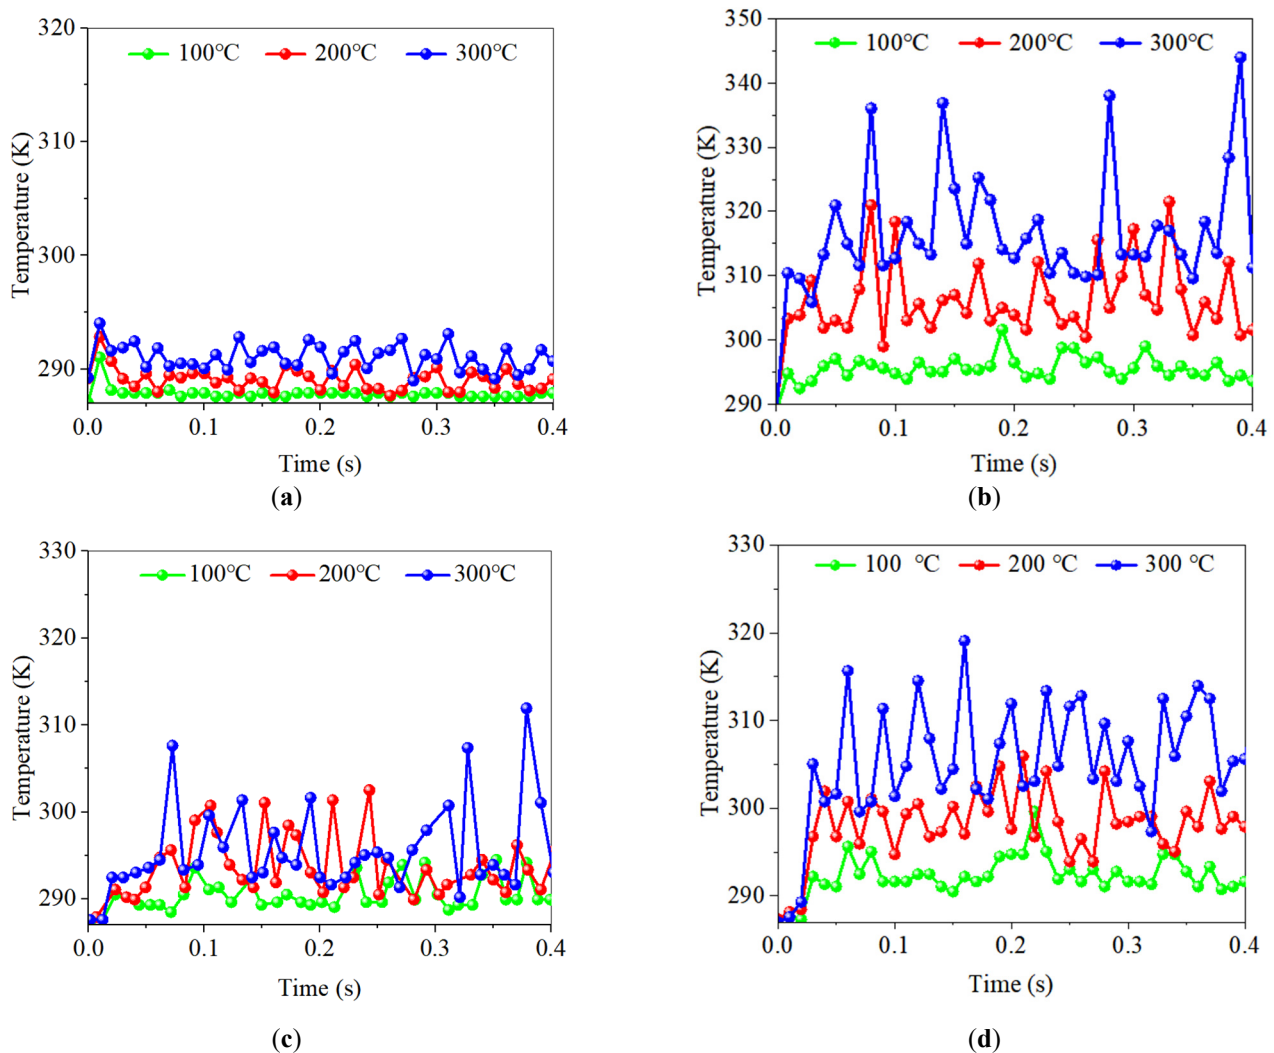 320
100℃ 200℃ 300℃
310
300
290
Temperature (K)
0.0 0.1 0.2 0.3 0.4
Time (s)
(a)
350
100℃ 200℃ 300℃
340
330
320
310
300
290
Temperature (K)
0.0 0.1 0.2 0.3 0.4
Time (s)
(b)
330
100℃ 200℃ 300℃
320
310
300
290
Temperature (K)
0.0 0.1 0.2 0.3 0.4
Time (s)
(c)
330
100 ℃ 200 ℃ 300 ℃
320
310
300
290
Temperature (K)
0.0 0.1 0.2 0.3 0.4
Time (s)
(d)